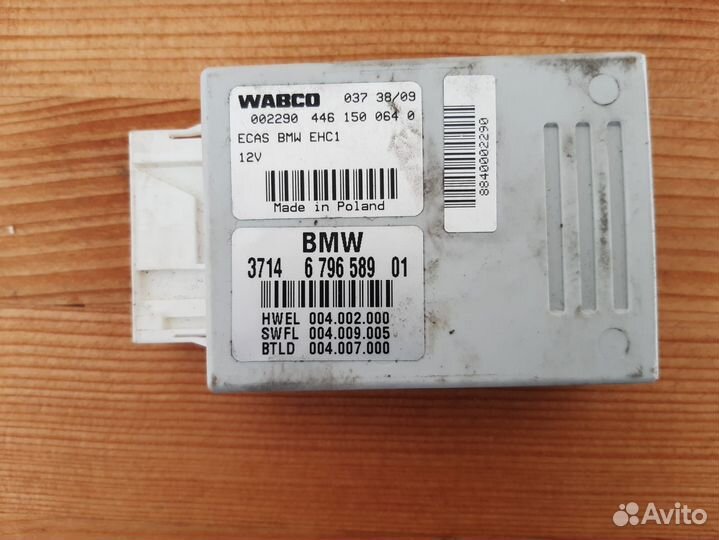 WABCO 037 38/09
002290 446 150 064 0
ECAS BMW EHC1
12V
Made in Poland
8840002290
BMW
3714 6 796 589 01
HWEL 004.002.000
SWFL 004.009.005
BTLD 004.007.000
Avito